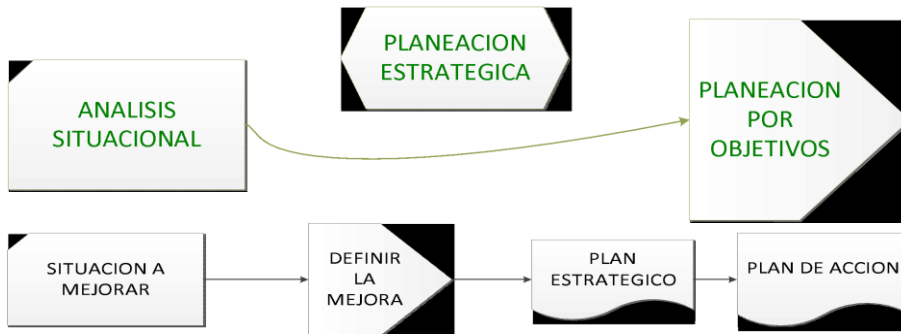 PLANEACION
ESTRATEGICA
ANALISIS
SITUACIONAL
PLANEACION
POR
OBJETIVOS
SITUACION A
MEJORAR
DEFINIR
LA
MEJORA
PLAN
ESTRATEGICO
PLAN DE ACCION